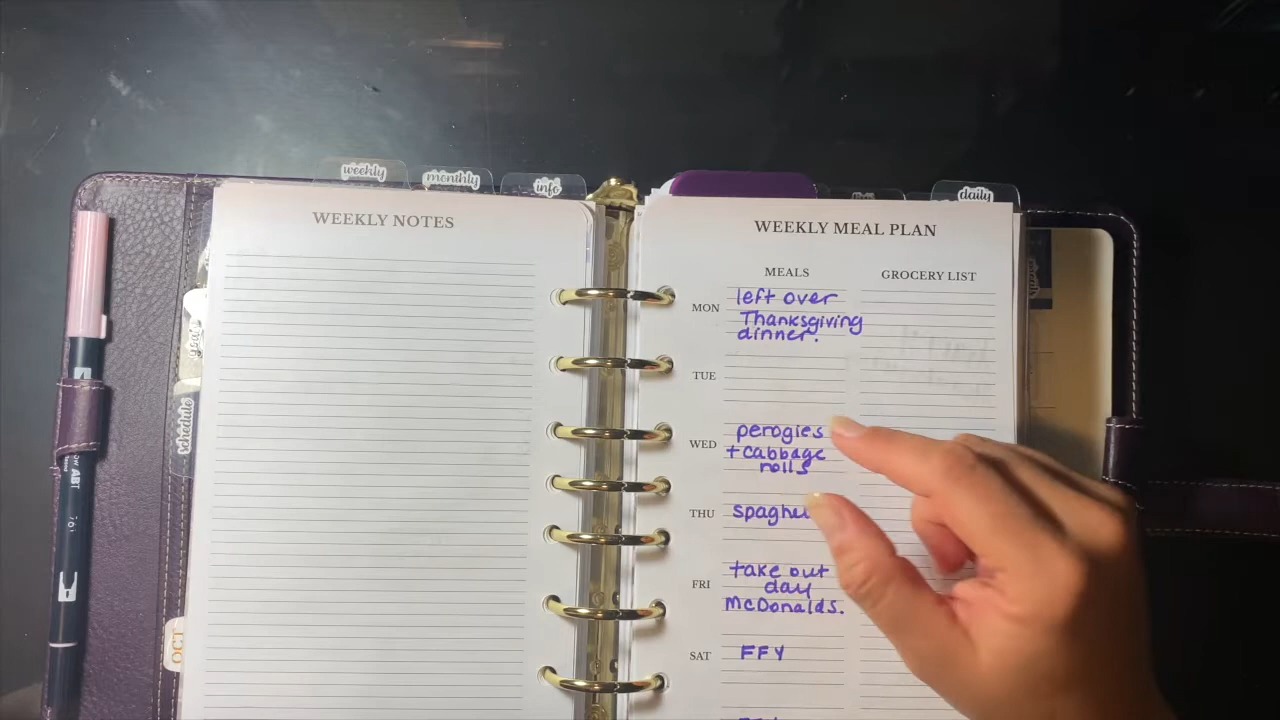 weekly
monthly
info
daily
WEEKLY NOTES
WEEKLY MEAL PLAN
MEALS
GROCERY LIST
MON
left over
Thanksgiving
dinner.
TUE
WED
perogies
+ cabbage
rolls
THU
FRI
take out
day
McDonalds.
SAT
FFY
schedule
OCT
ABT